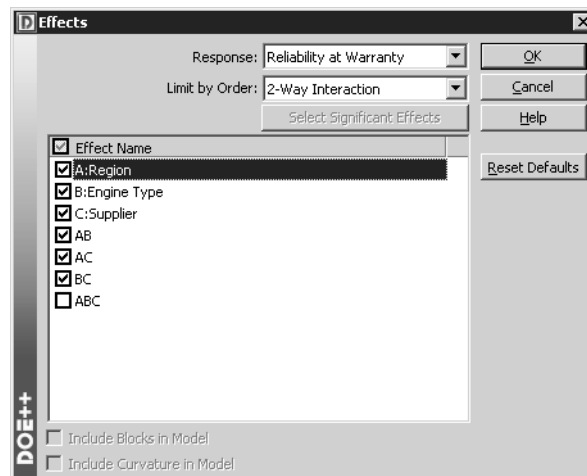 Effects
Response: Reliability at Warranty
OK
Limit by Order: 2-Way Interaction
Cancel
Select Significant Effects
Help
Effect Name
Reset Defaults
A:Region
B:Engine Type
C:Supplier
AB
AC
BC
ABC
Include Blocks in Model
Include Curvature in Model
DOE++